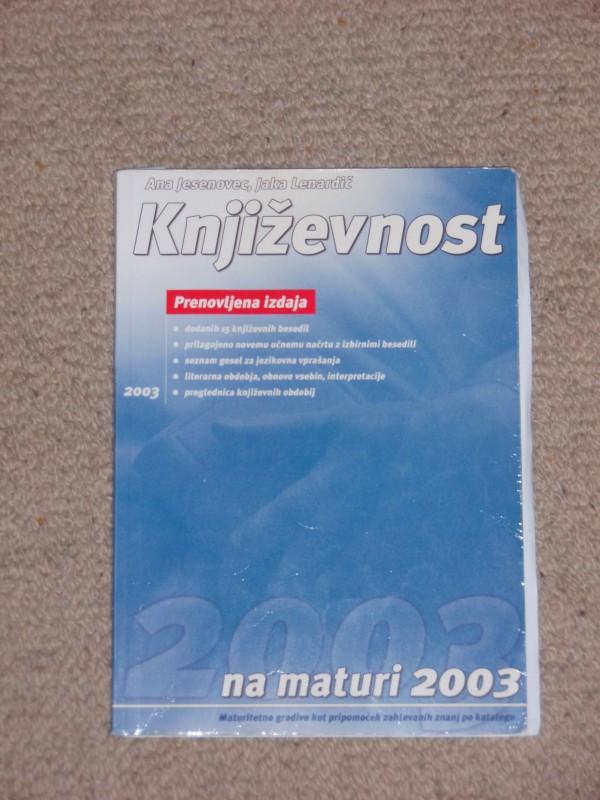 Ana Jesenovec, Jaka Lenardič
Književnost
Prenovljena izdaja
• dodanih 15 književnih besedil
• prilagojeno novemu učnemu načrtu z izbirnimi besedili
• seznam gesel za jezikovna vprašanja
• literarna obdobja, obnove vsebin, interpretacije
2003
• preglednica književnih obdobij
2003
na maturi 2003
Maturitetno gradivo kot pripomoček zahtevanih znanj po katalogu